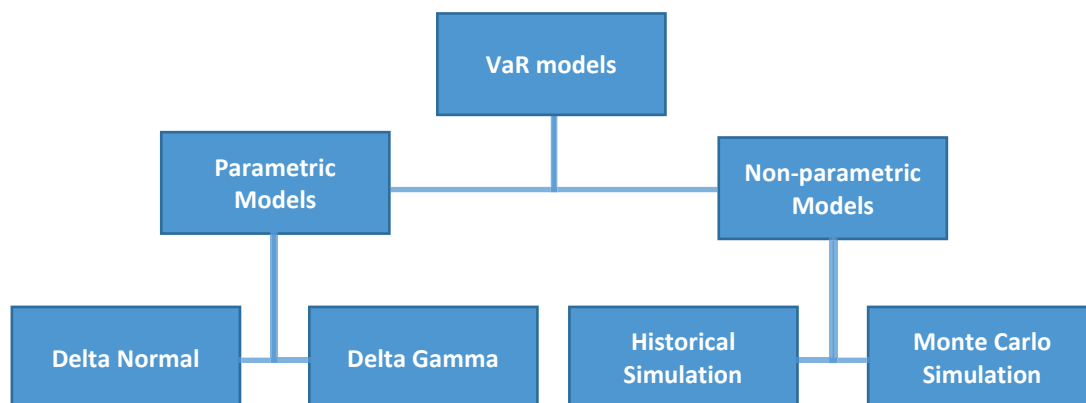 VaR models
Parametric
Models
Non-parametric
Models
Delta Normal
Delta Gamma
Historical
Simulation
Monte Carlo
Simulation